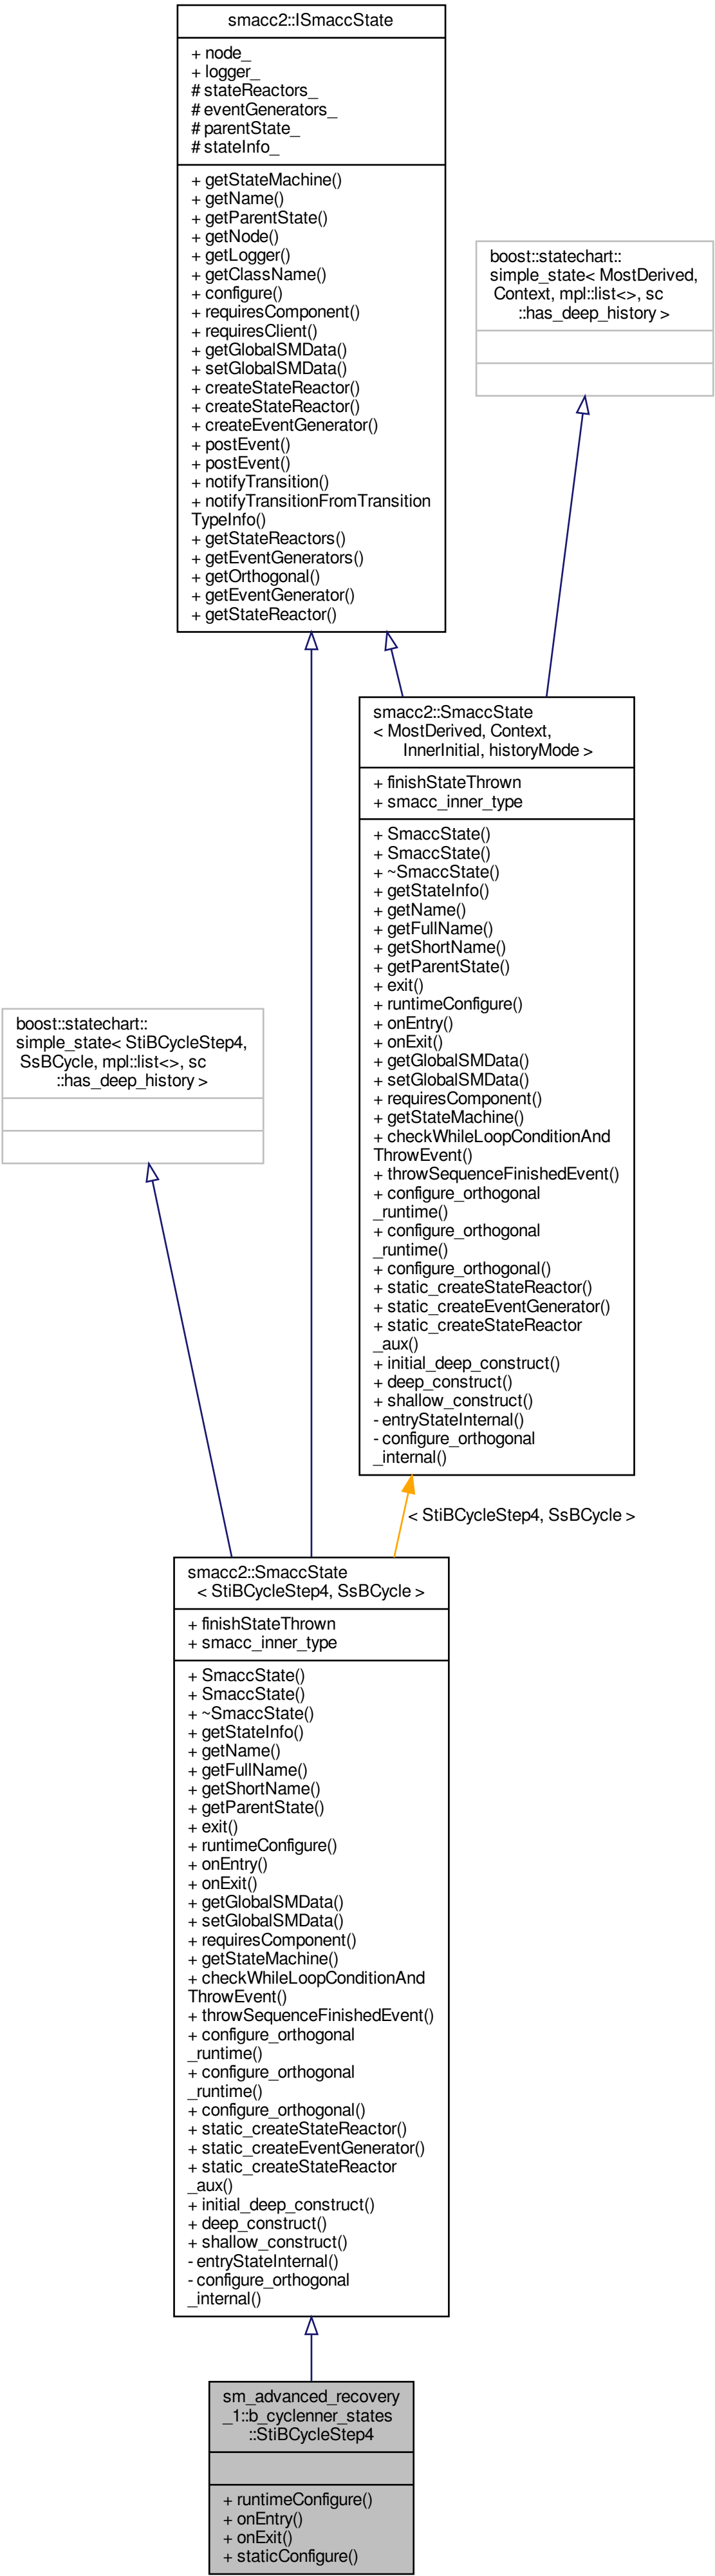 smacc2::ISmaccState
+ node_
+ logger_
# stateReactors_
# eventGenerators_
# parentState_
# stateInfo_
+ getStateMachine()
+ getName()
+ getParentState()
+ getNode()
+ getLogger()
+ getClassName()
+ configure()
+ requiresComponent()
+ requiresClient()
+ getGlobalSMData()
+ setGlobalSMData()
+ createStateReactor()
+ createStateReactor()
+ createEventGenerator()
+ postEvent()
+ postEvent()
+ notifyTransition()
+ notifyTransitionFromTransition
TypeInfo()
+ getStateReactors()
+ getEventGenerators()
+ getOrthogonal()
+ getEventGenerator()
+ getStateReactor()
boost::statechart::
simple_state< MostDerived,
Context, mpl::list<>, sc
::has_deep_history >
smacc2::SmaccState
< MostDerived, Context,
InnerInitial, historyMode >
+ finishStateThrown
+ smacc_inner_type
+ SmaccState()
+ SmaccState()
+ ~SmaccState()
+ getStateInfo()
+ getName()
+ getFullName()
+ getShortName()
+ getParentState()
+ exit()
+ runtimeConfigure()
+ onEntry()
+ onExit()
+ getGlobalSMData()
+ setGlobalSMData()
+ requiresComponent()
+ getStateMachine()
+ checkWhileLoopConditionAnd
ThrowEvent()
+ throwSequenceFinishedEvent()
+ configure_orthogonal
_runtime()
+ configure_orthogonal
_runtime()
+ configure_orthogonal()
+ static_createStateReactor()
+ static_createEventGenerator()
+ static_createStateReactor
_aux()
+ initial_deep_construct()
+ deep_construct()
+ shallow_construct()
- entryStateInternal()
- configure_orthogonal
_internal()
boost::statechart::
simple_state< StiBCycleStep4,
SsBCycle, mpl::list<>, sc
::has_deep_history >
< StiBCycleStep4, SsBCycle >
smacc2::SmaccState
< StiBCycleStep4, SsBCycle >
+ finishStateThrown
+ smacc_inner_type
+ SmaccState()
+ SmaccState()
+ ~SmaccState()
+ getStateInfo()
+ getName()
+ getFullName()
+ getShortName()
+ getParentState()
+ exit()
+ runtimeConfigure()
+ onEntry()
+ onExit()
+ getGlobalSMData()
+ setGlobalSMData()
+ requiresComponent()
+ getStateMachine()
+ checkWhileLoopConditionAnd
ThrowEvent()
+ throwSequenceFinishedEvent()
+ configure_orthogonal
_runtime()
+ configure_orthogonal
_runtime()
+ configure_orthogonal()
+ static_createStateReactor()
+ static_createEventGenerator()
+ static_createStateReactor
_aux()
+ initial_deep_construct()
+ deep_construct()
+ shallow_construct()
- entryStateInternal()
- configure_orthogonal
_internal()
sm_advanced_recovery
_1::b_cyclenner_states
::StiBCycleStep4
+ runtimeConfigure()
+ onEntry()
+ onExit()
+ staticConfigure()